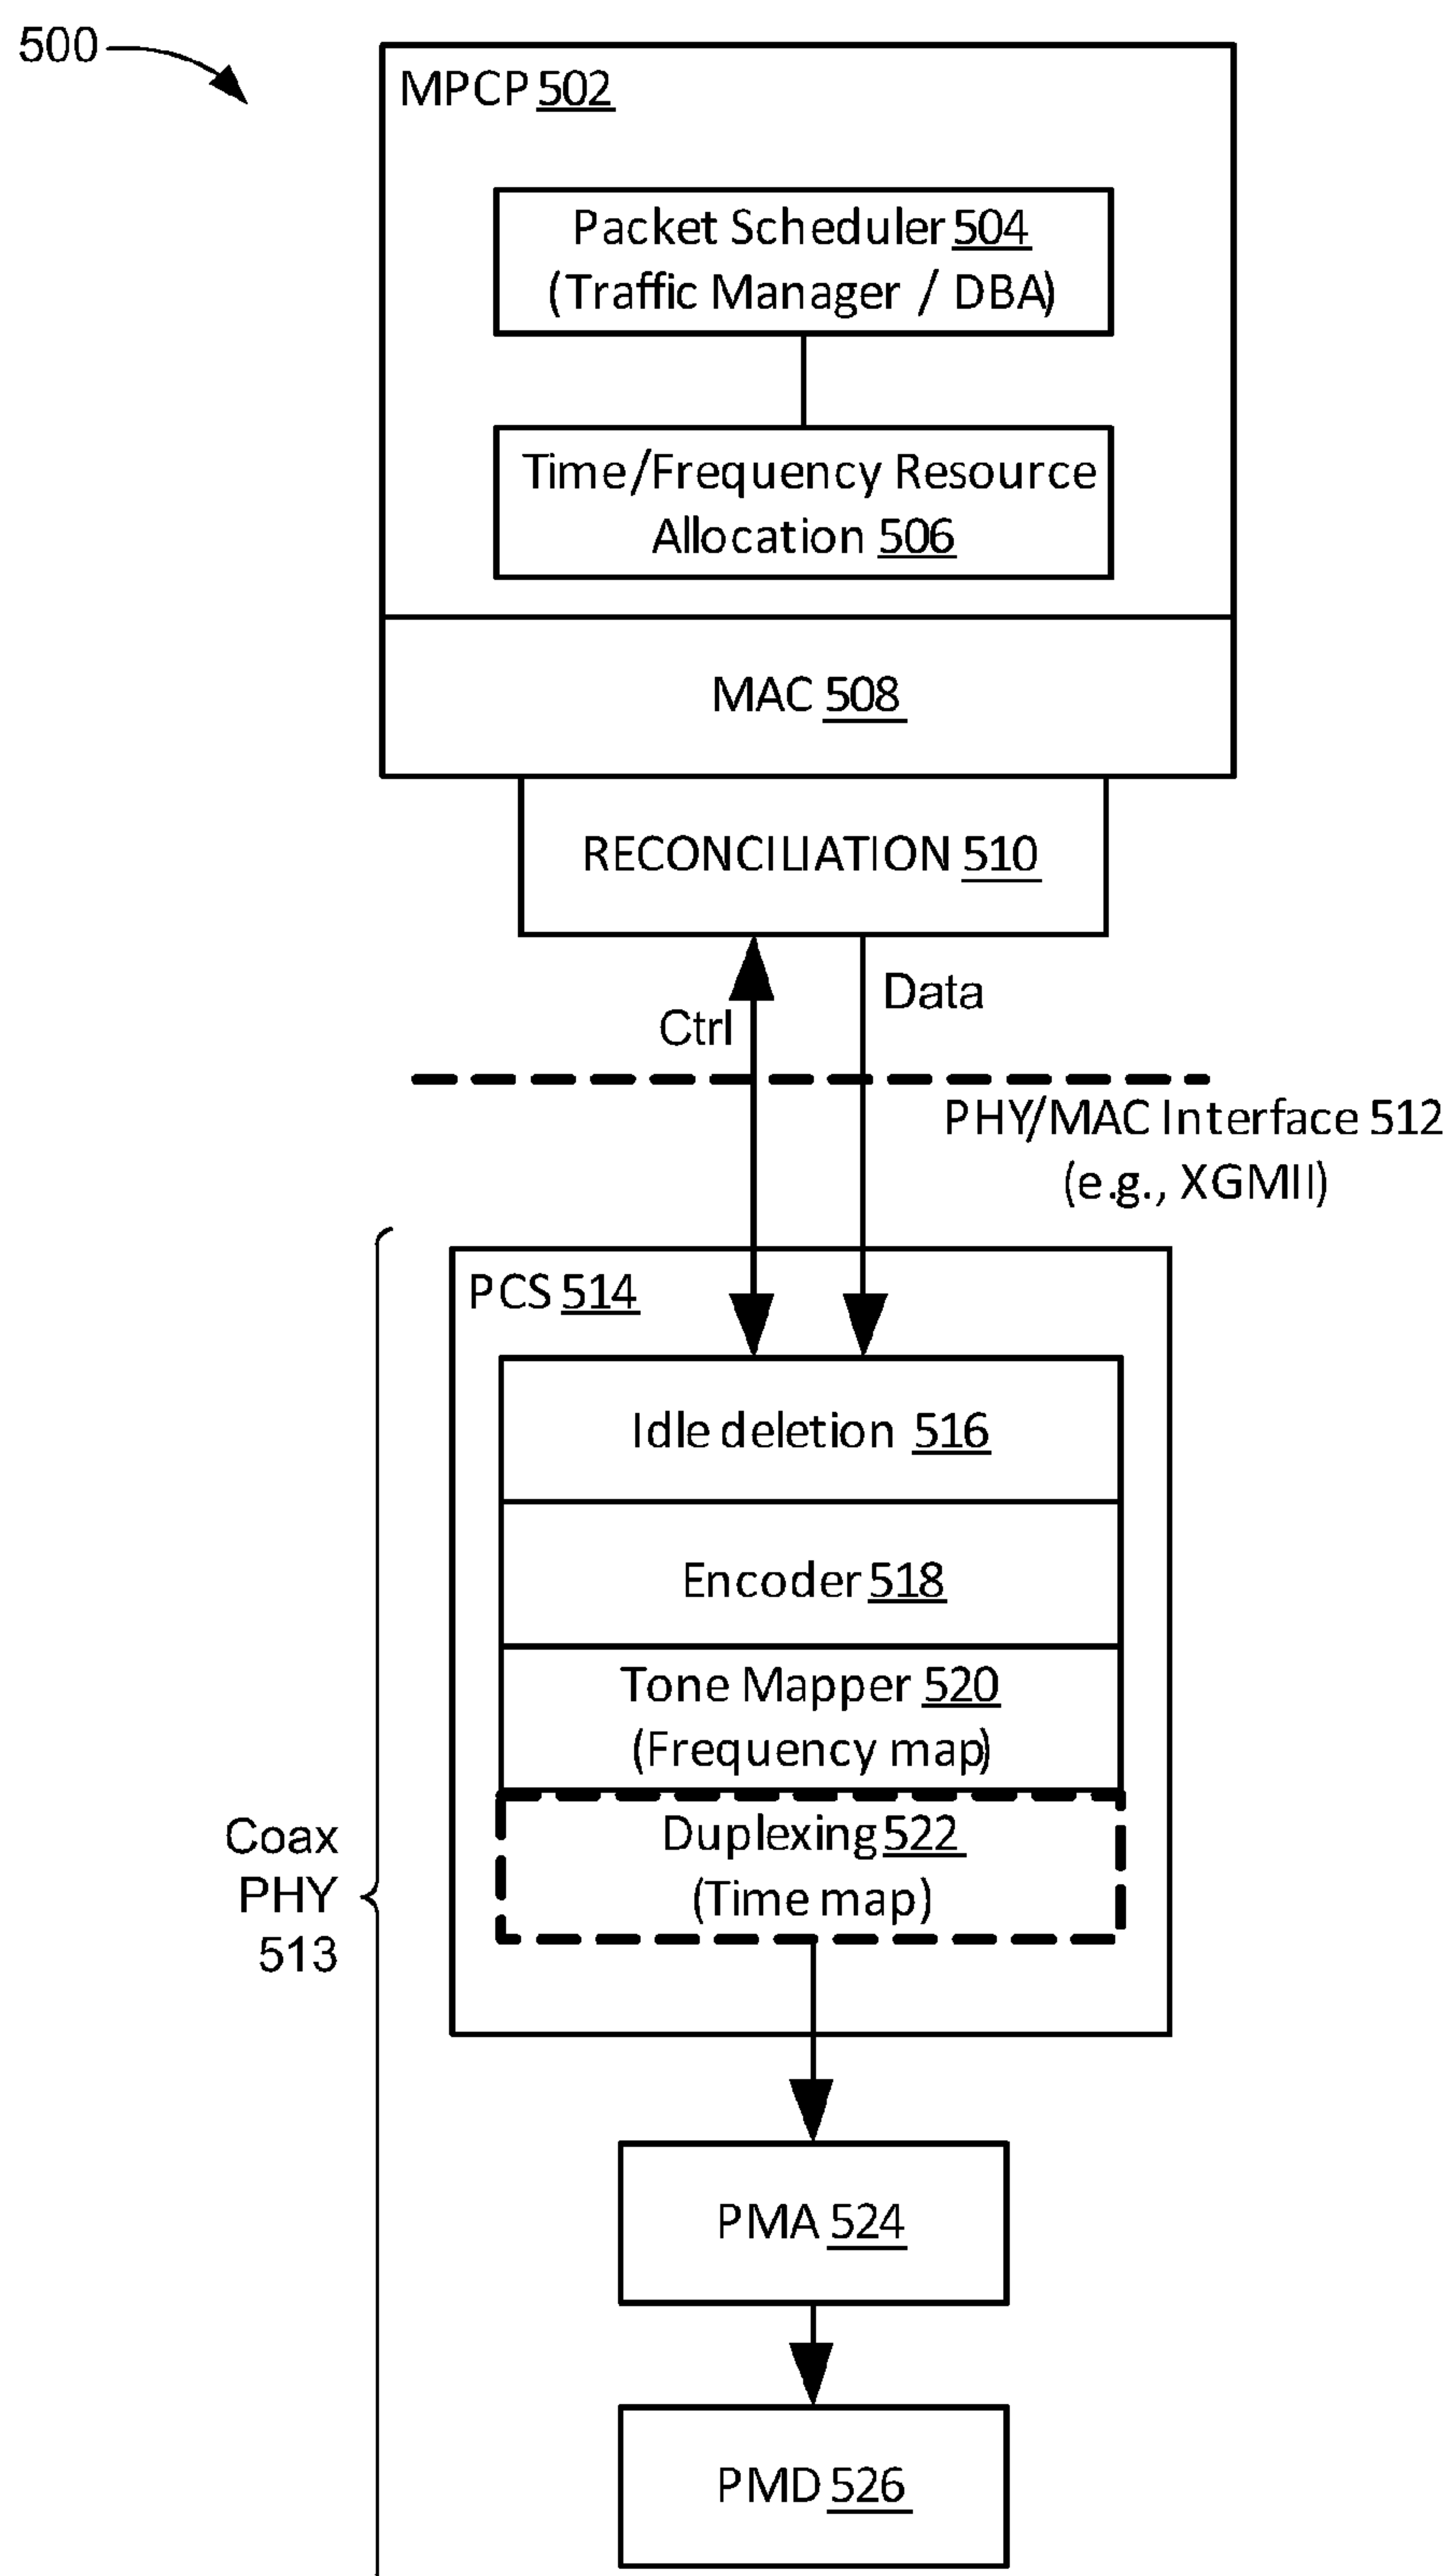 500
MPCP 502
Packet Scheduler 504
(Traffic Manager / DBA)
Time/Frequency Resource
Allocation 506
MAC 508
RECONCILIATION 510
Data
Ctrl
PHY/MAC Interface 512
(e.g., XGMII)
PCS 514
Idle deletion 516
Encoder 518
Tone Mapper 520
(Frequency map)
Duplexing 522
(Time map)
Coax
PHY
513
PMA 524
PMD 526